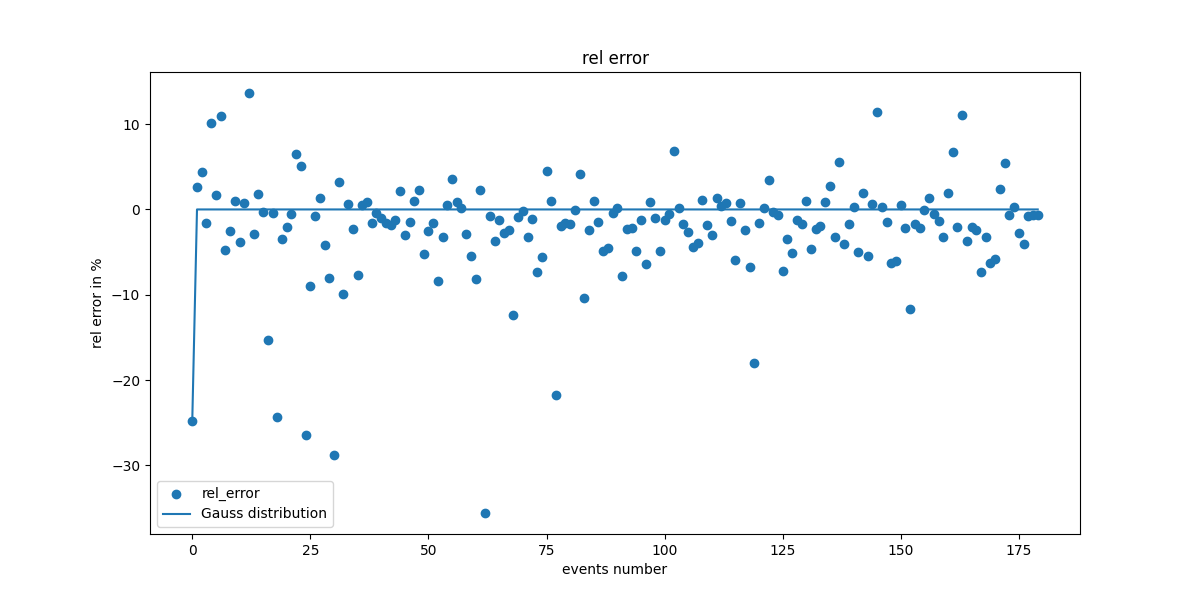 rel error
10
0
−10
−20
−30
rel error in %
rel_error
Gauss distribution
0 25 50 75 100 125 150 175
events number